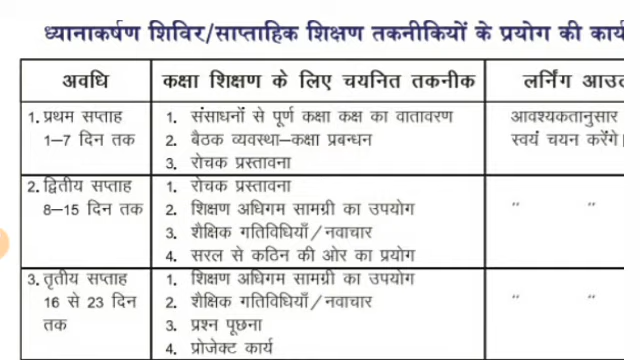 ध्यानाकर्षण शिविर/साप्ताहिक शिक्षण तकनीकियों के प्रयोग की
अवधि
कक्षा शिक्षण के लिए चयनित तकनीक
लर्निंग
1. प्रथम सप्ताह
1–7 दिन तक
1. संसाधनों से पूर्ण कक्षा कक्ष का वातावरण
2. बैठक व्यवस्था–कक्षा प्रबन्धन
3. रोचक प्रस्तावना
आवश्यकतानुसार
स्वयं चयन करेंगे।
2. द्वितीय सप्ताह
8–15 दिन तक
1. रोचक प्रस्तावना
2. शिक्षण अधिगम सामग्री का उपयोग
3. शैक्षिक गतिविधियाँ/नवाचार
4. सरल से कठिन की ओर का प्रयोग
" "
3. तृतीय सप्ताह
16 से 23 दिन
तक
1. शिक्षण अधिगम सामग्री का उपयोग
2. शैक्षिक गतिविधियाँ/नवाचार
3. प्रश्न पूछना
4. प्रोजेक्ट कार्य
" "